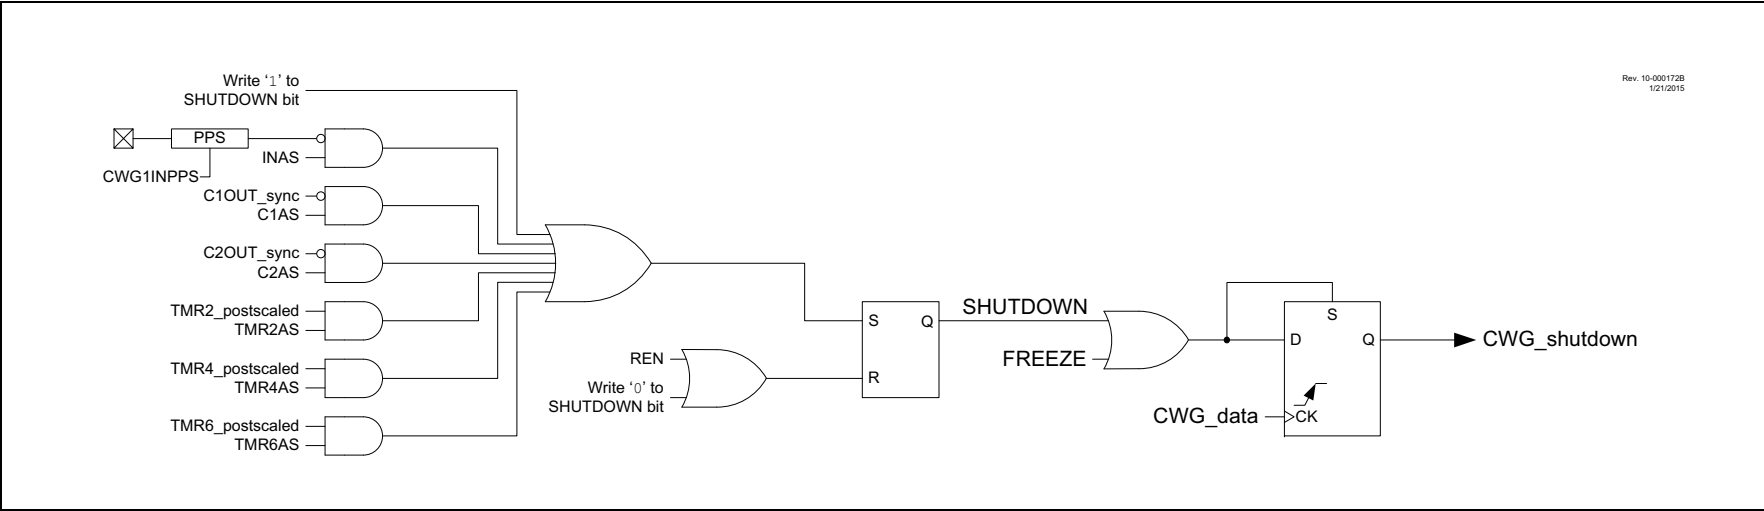 Write ‘1’ to
SHUTDOWN bit
Rev. 10-000172B
1/21/2015
PPS
INAS
CWG1INPPS
C1OUT_sync
C1AS
C2OUT_sync
C2AS
TMR2_postscaled
TMR2AS
TMR4_postscaled
TMR4AS
TMR6_postscaled
TMR6AS
REN
Write ‘0’ to
SHUTDOWN bit
S
Q
R
SHUTDOWN
FREEZE
S
D
Q
CK
CWG_data
CWG_shutdown